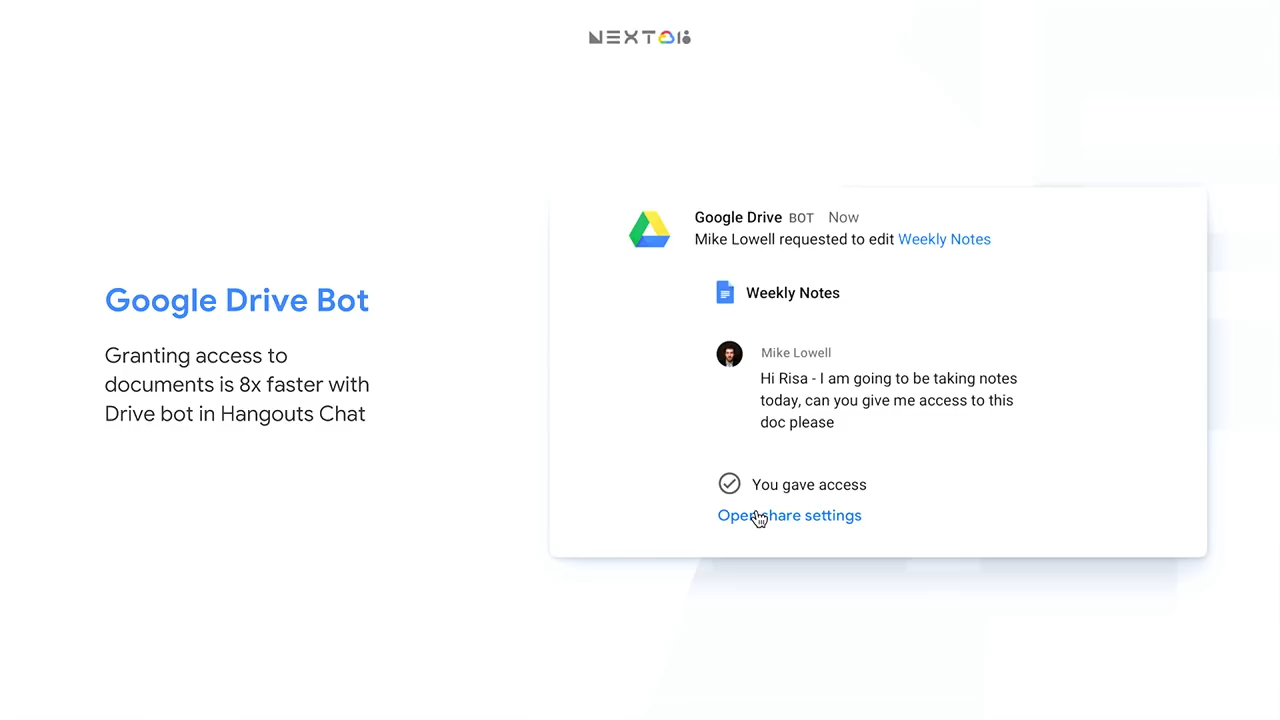 NEXT 18
Google Drive Bot
Granting access to
documents is 8x faster with
Drive bot in Hangouts Chat
Google Drive BOT Now
Mike Lowell requested to edit Weekly Notes
Weekly Notes
Mike Lowell
Hi Risa - I am going to be taking notes
today, can you give me access to this
doc please
You gave access
Open share settings